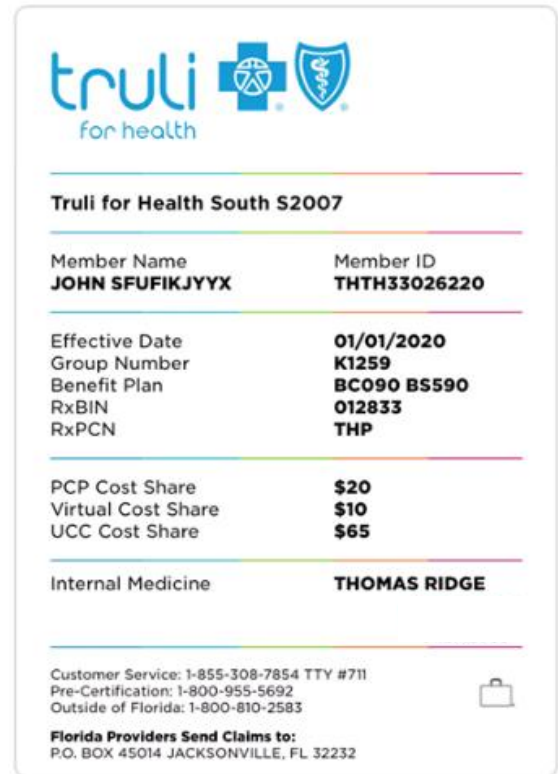 truli
for health
Truli for Health South S2007
Member Name Member ID
JOHN SFUFIKJYYX THTH33026220
Effective Date 01/01/2020
Group Number K1259
Benefit Plan BC090 BS590
RxBIN 012833
RxPCN THP
PCP Cost Share $20
Virtual Cost Share $10
UCC Cost Share $65
Internal Medicine THOMAS RIDGE
Customer Service: 1-855-308-7854 TTY #711
Pre-Certification: 1-800-955-5692
Outside of Florida: 1-800-810-2583
Florida Providers Send Claims to:
P.O. BOX 45014 JACKSONVILLE, FL 32232